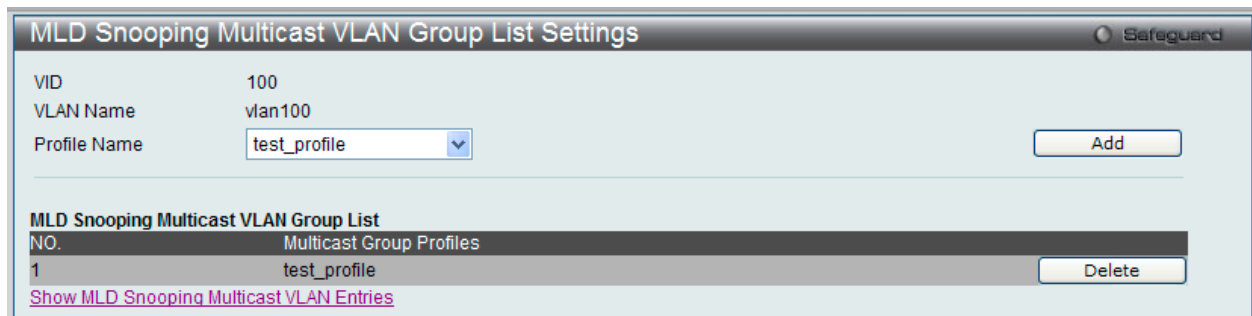 MLD Snooping Multicast VLAN Group List Settings Safeguard
VID 100
VLAN Name vlan100
Profile Name test_profile Add
MLD Snooping Multicast VLAN Group List
NO. Multicast Group Profiles
1 test_profile Delete
Show MLD Snooping Multicast VLAN Entries